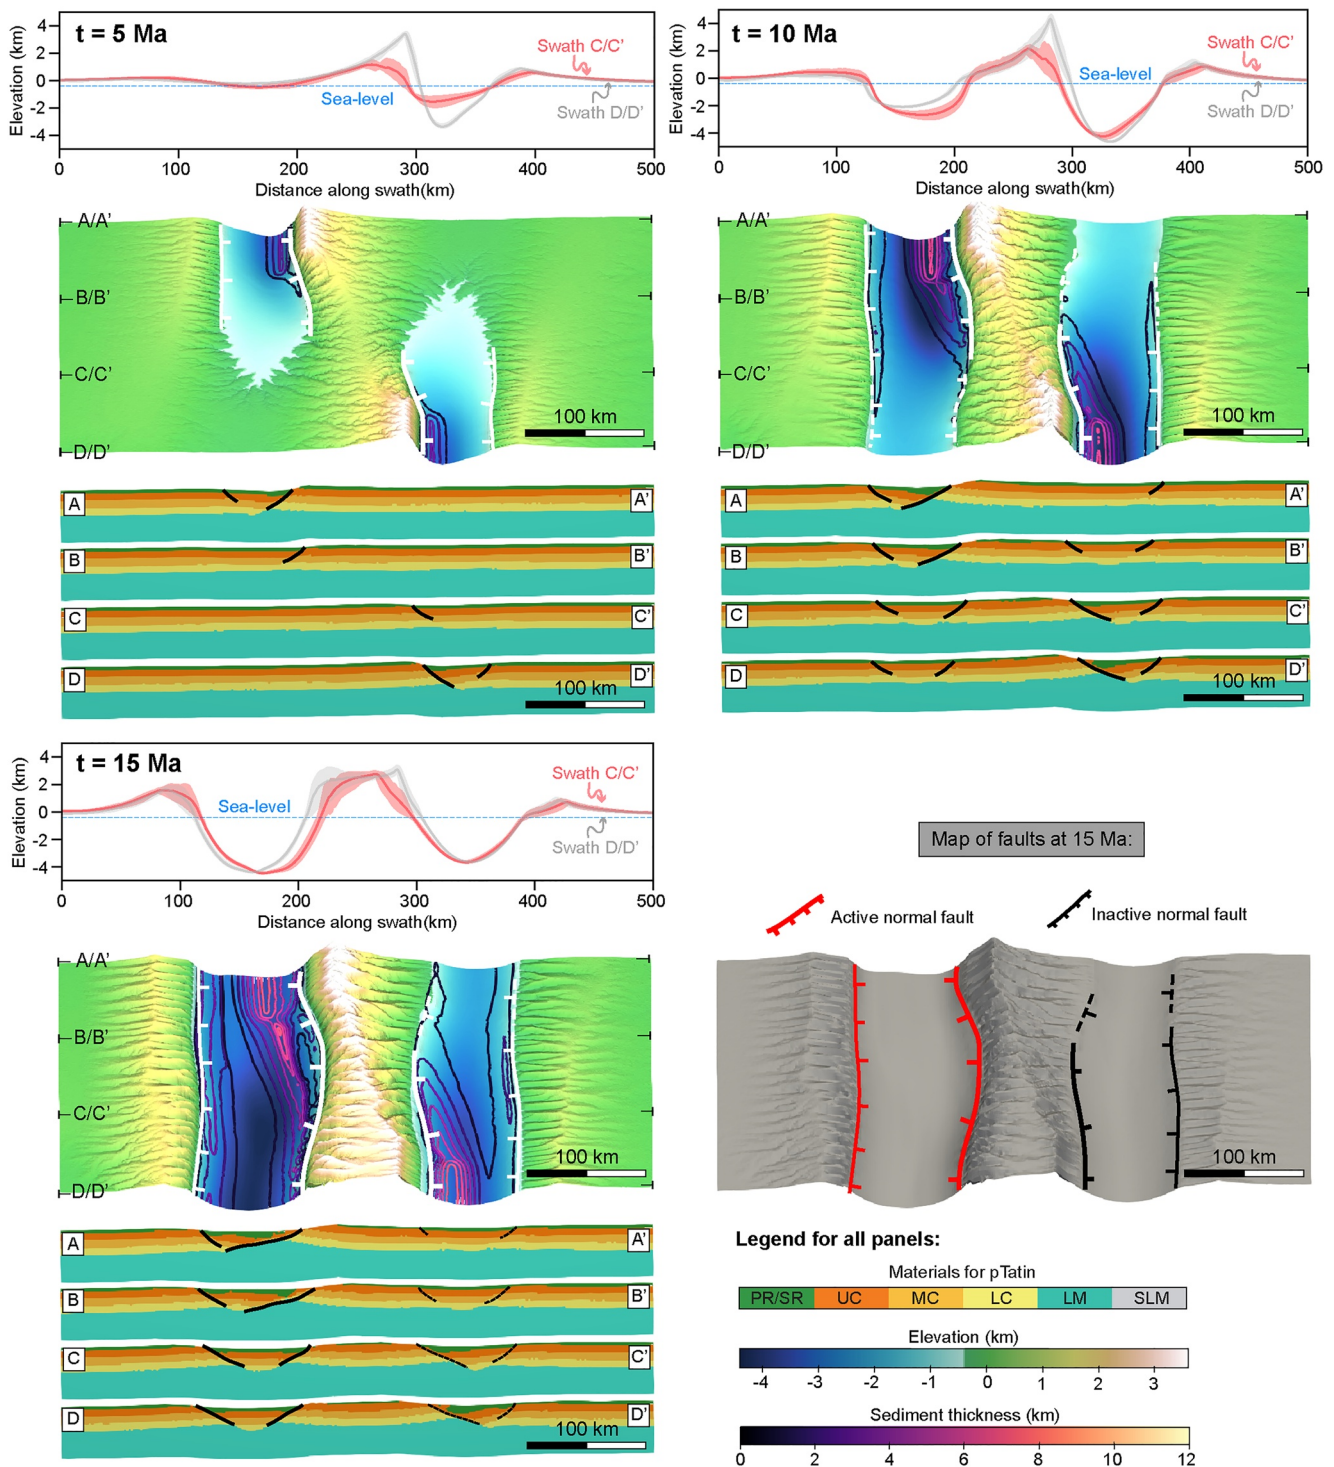 t = 5 Ma
Elevation (km)
4
2
0
-2
-4
Swath C/C'
Sea-level
Swath D/D'
0 100 200 300 400 500
Distance along swath(km)
A/A'
B/B'
C/C'
D/D'
100 km
A A'
B B'
C C'
D D'
100 km
t = 10 Ma
Elevation (km)
4
2
0
-2
-4
Swath C/C'
Sea-level
Swath D/D'
0 100 200 300 400 500
Distance along swath(km)
A/A'
B/B'
C/C'
D/D'
100 km
A A'
B B'
C C'
D D'
100 km
t = 15 Ma
Elevation (km)
4
2
0
-2
-4
Swath C/C'
Sea-level
Swath D/D'
0 100 200 300 400 500
Distance along swath(km)
A/A'
B/B'
C/C'
D/D'
100 km
A A'
B B'
C C'
D D'
100 km
Map of faults at 15 Ma:
Active normal fault
Inactive normal fault
100 km
Legend for all panels:
Materials for pTatin
PR/SR UC MC LC LM SLM
Elevation (km)
-4 -3 -2 -1 0 1 2 3
Sediment thickness (km)
0 2 4 6 8 10 12